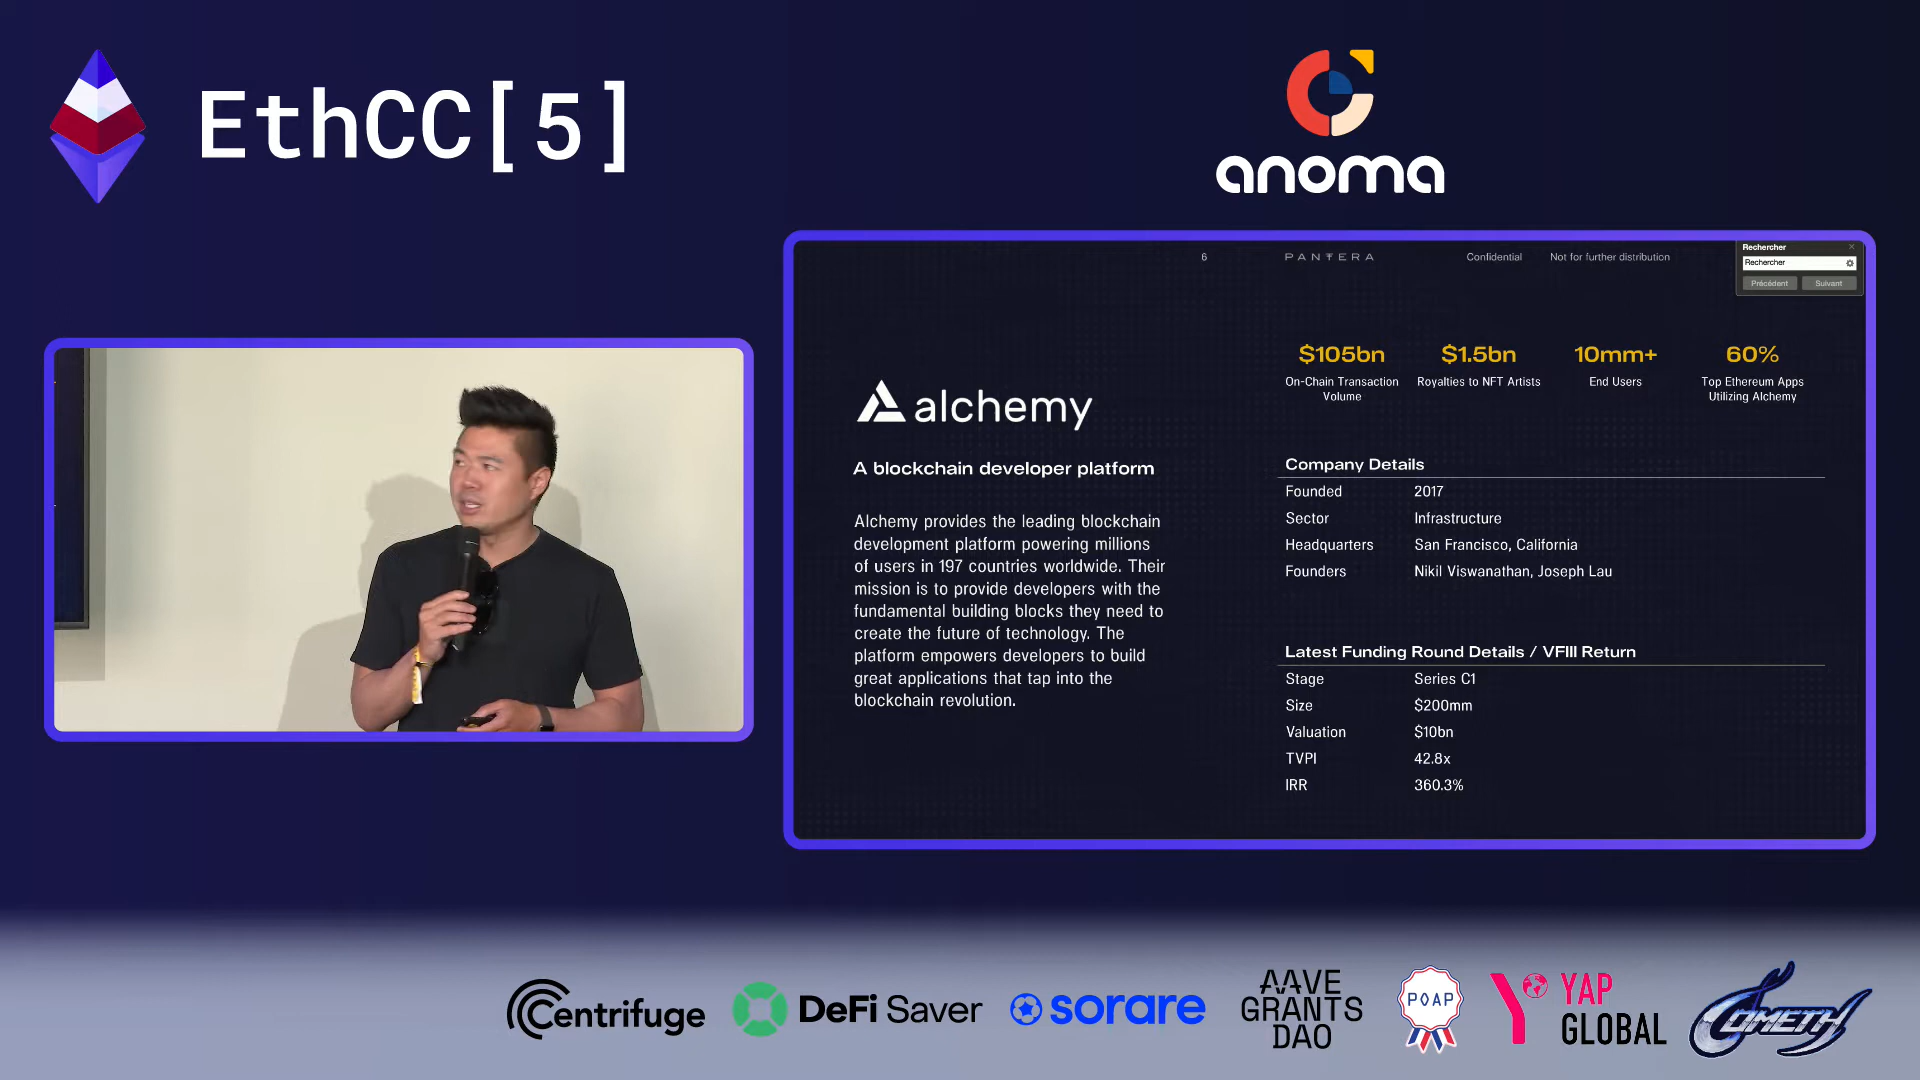 EthCC[5]
anoma
6
PANTERA
Confidential
Not for further distribution
Rechercher
Rechercher
Précédent
Suivant
alchemy
A blockchain developer platform
Alchemy provides the leading blockchain
development platform powering millions
of users in 197 countries worldwide. Their
mission is to provide developers with the
fundamental building blocks they need to
create the future of technology. The
platform empowers developers to build
great applications that tap into the
blockchain revolution.
$105bn
On-Chain Transaction
Volume
$1.5bn
Royalties to NFT Artists
10mm+
End Users
60%
Top Ethereum Apps
Utilizing Alchemy
Company Details
Founded 2017
Sector Infrastructure
Headquarters San Francisco, California
Founders Nikil Viswanathan, Joseph Lau
Latest Funding Round Details / VFIII Return
Stage Series C1
Size $200mm
Valuation $10bn
TVPI 42.8x
IRR 360.3%
Centrifuge
DeFi Saver
sorare
AAVE
GRANTS
DAO
POAP
YAP
GLOBAL
COMETH